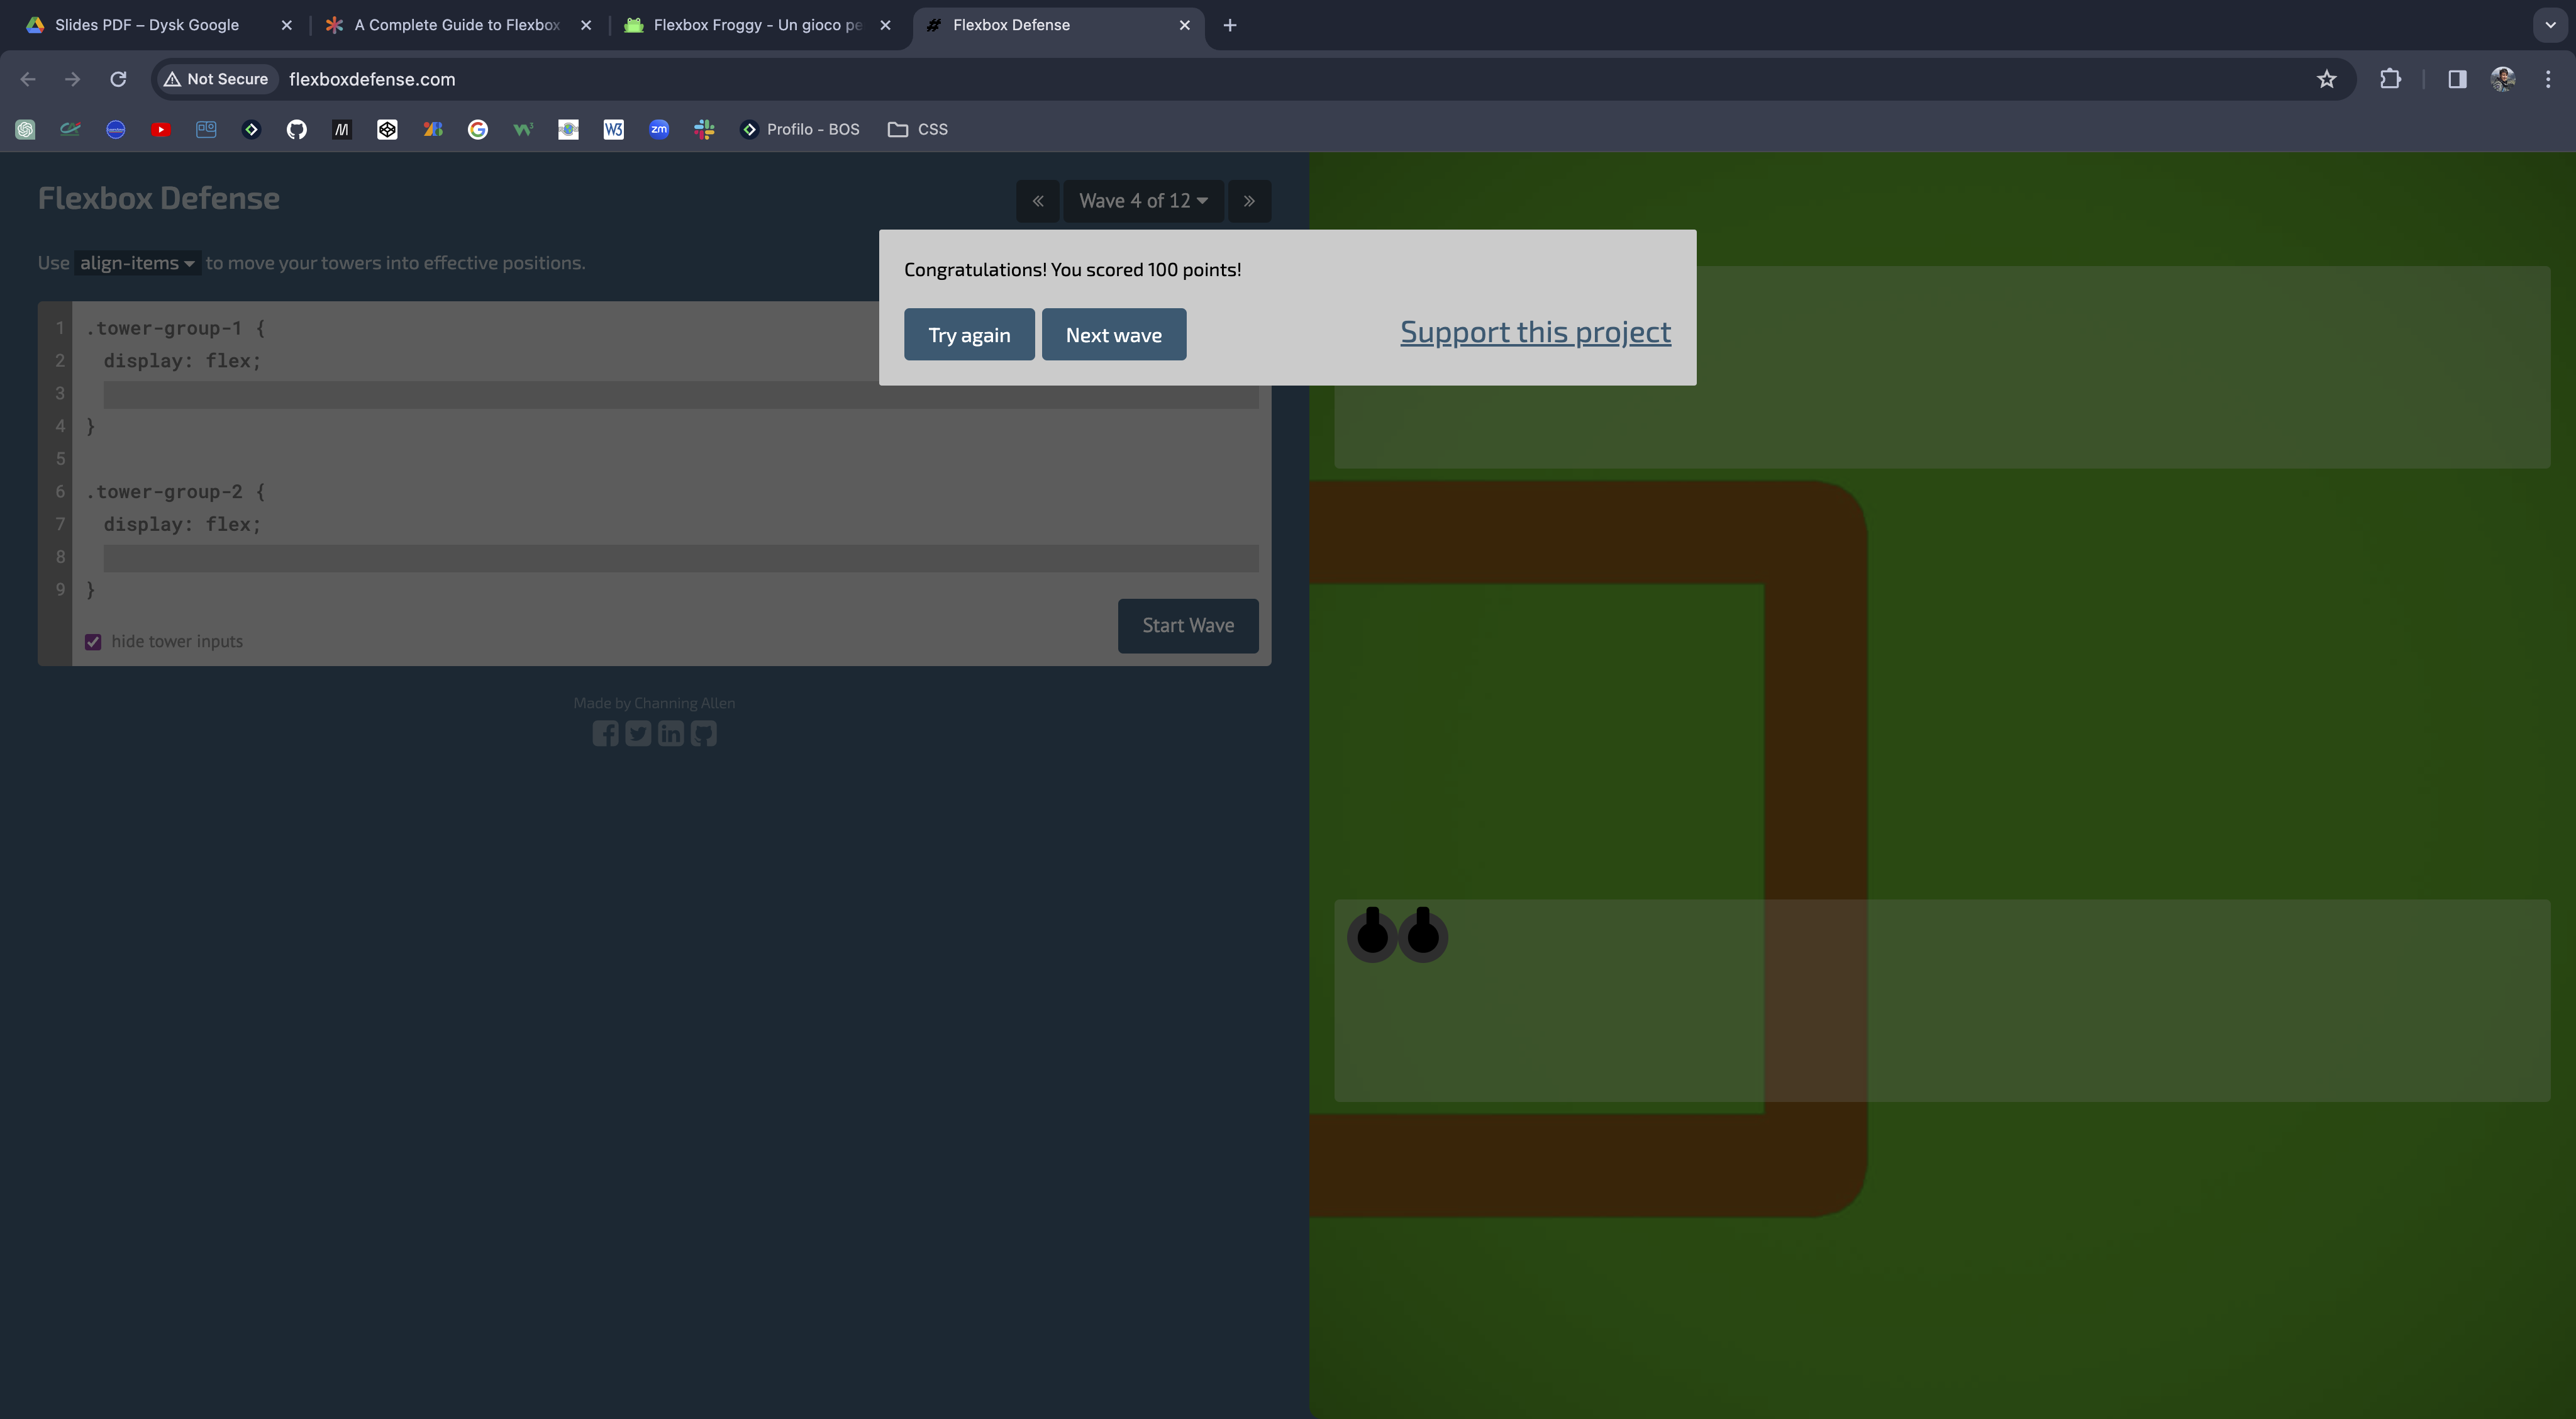 Slides PDF – Dysk Google
A Complete Guide to Flexbox
Flexbox Froggy - Un gioco pe
Flexbox Defense
Not Secure
flexboxdefense.com
Profilo - BOS
CSS
Flexbox Defense
« Wave 4 of 12 »
Use align-items to move your towers into effective positions.
Congratulations! You scored 100 points!
Try again Next wave Support this project
1 .tower-group-1 {
2 display: flex;
3
4 }
5
6 .tower-group-2 {
7 display: flex;
8
9 }
hide tower inputs
Start Wave
Made by Channing Allen